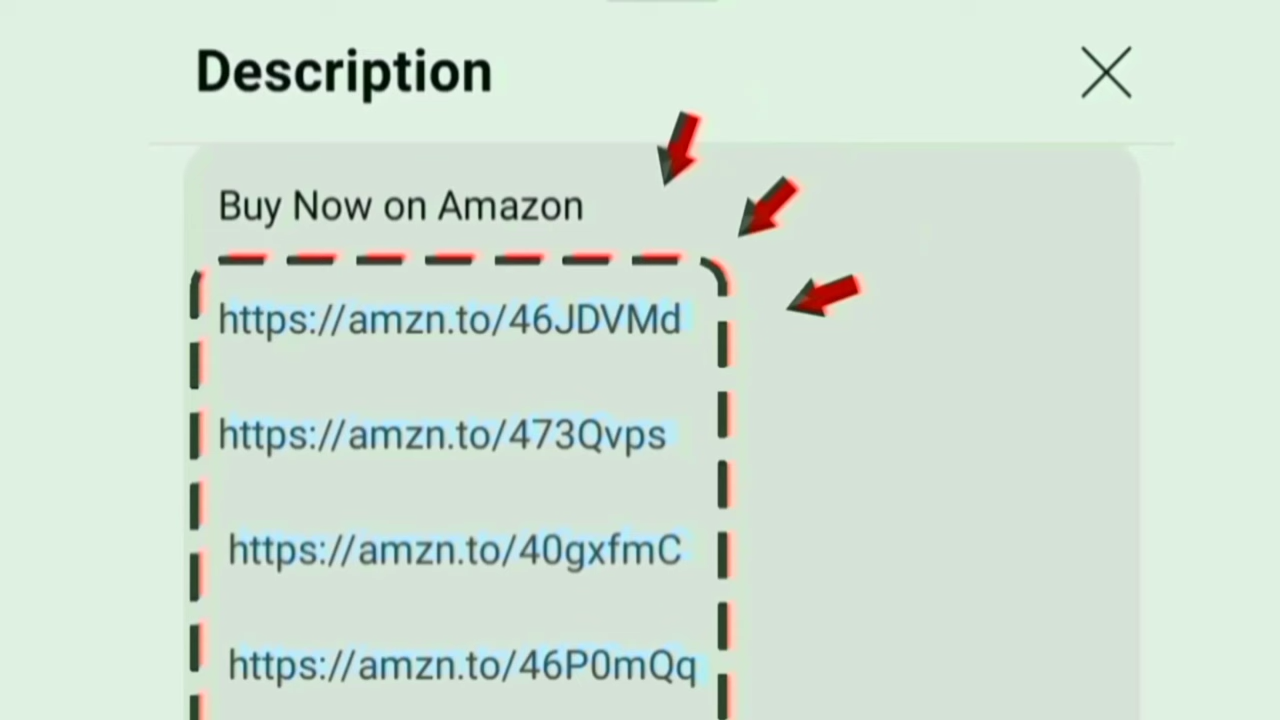 Description
Buy Now on Amazon
https://amzn.to/46JDVMd
https://amzn.to/473Qvps
https://amzn.to/40gxfmC
https://amzn.to/46P0mQq